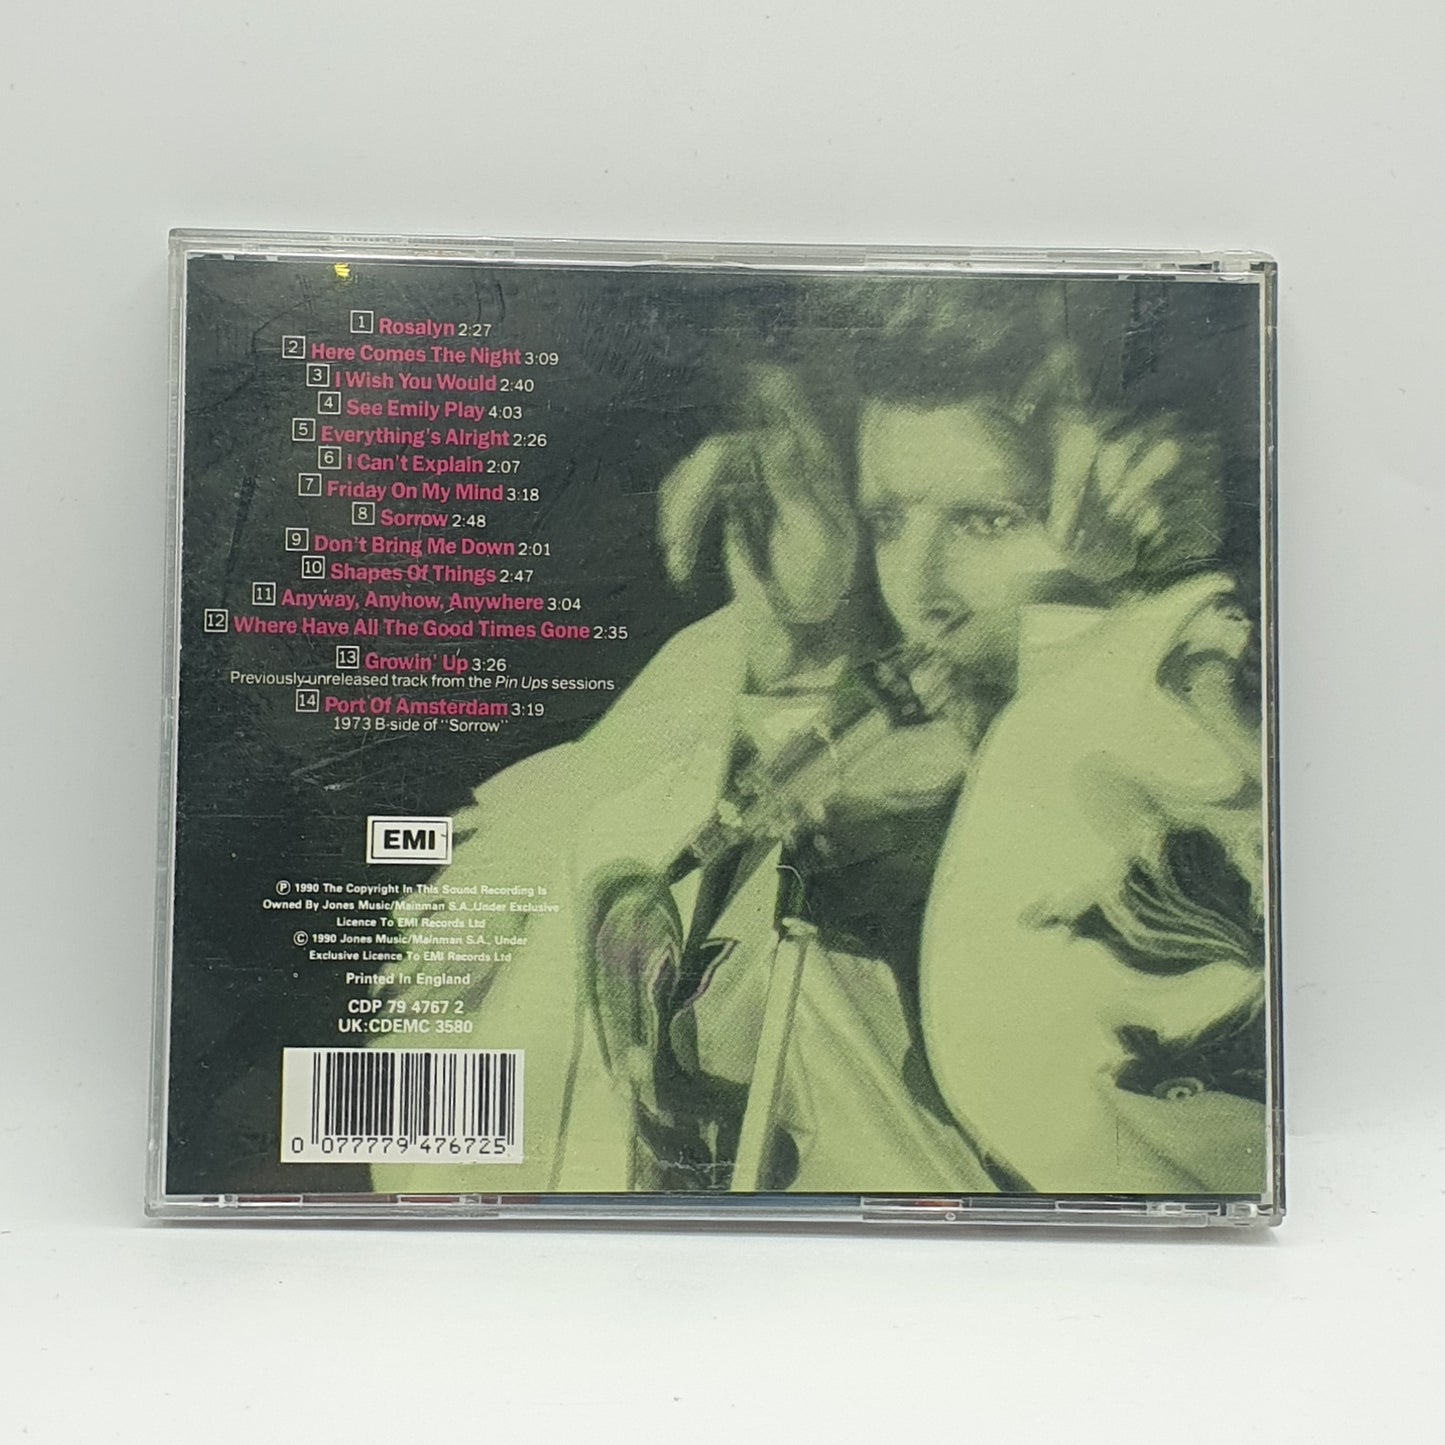 1 Rosalyn 2:27
2 Here Comes The Night 3:09
3 I Wish You Would 2:40
4 See Emily Play 4:03
5 Everything's Alright 2:26
6 I Can't Explain 2:07
7 Friday On My Mind 3:18
8 Sorrow 2:48
9 Don't Bring Me Down 2:01
10 Shapes Of Things 2:47
11 Anyway, Anyhow, Anywhere 3:04
12 Where Have All The Good Times Gone 2:35
13 Growin' Up 3:26
Previously unreleased track from the Pin Ups sessions
14 Port Of Amsterdam 3:19
1973 B-side of "Sorrow"
EMI
℗ 1990 The Copyright In This Sound Recording Is
Owned By Jones Music/Mainman S.A., Under Exclusive
Licence To EMI Records Ltd
© 1990 Jones Music/Mainman S.A., Under
Exclusive Licence To EMI Records Ltd
Printed In England
CDP 79 4767 2
UK:CDEMC 3580
0 077779 476725